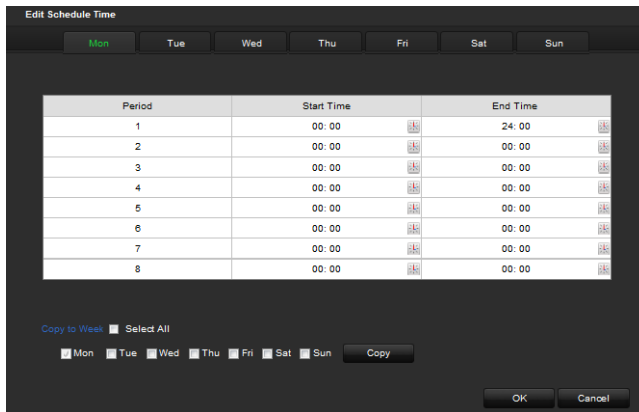 Edit Schedule Time
Mon Tue Wed Thu Fri Sat Sun
Period Start Time End Time
1 00: 00 24: 00
2 00: 00 00: 00
3 00: 00 00: 00
4 00: 00 00: 00
5 00: 00 00: 00
6 00: 00 00: 00
7 00: 00 00: 00
8 00: 00 00: 00
Copy to Week Select All
Mon Tue Wed Thu Fri Sat Sun Copy
OK Cancel